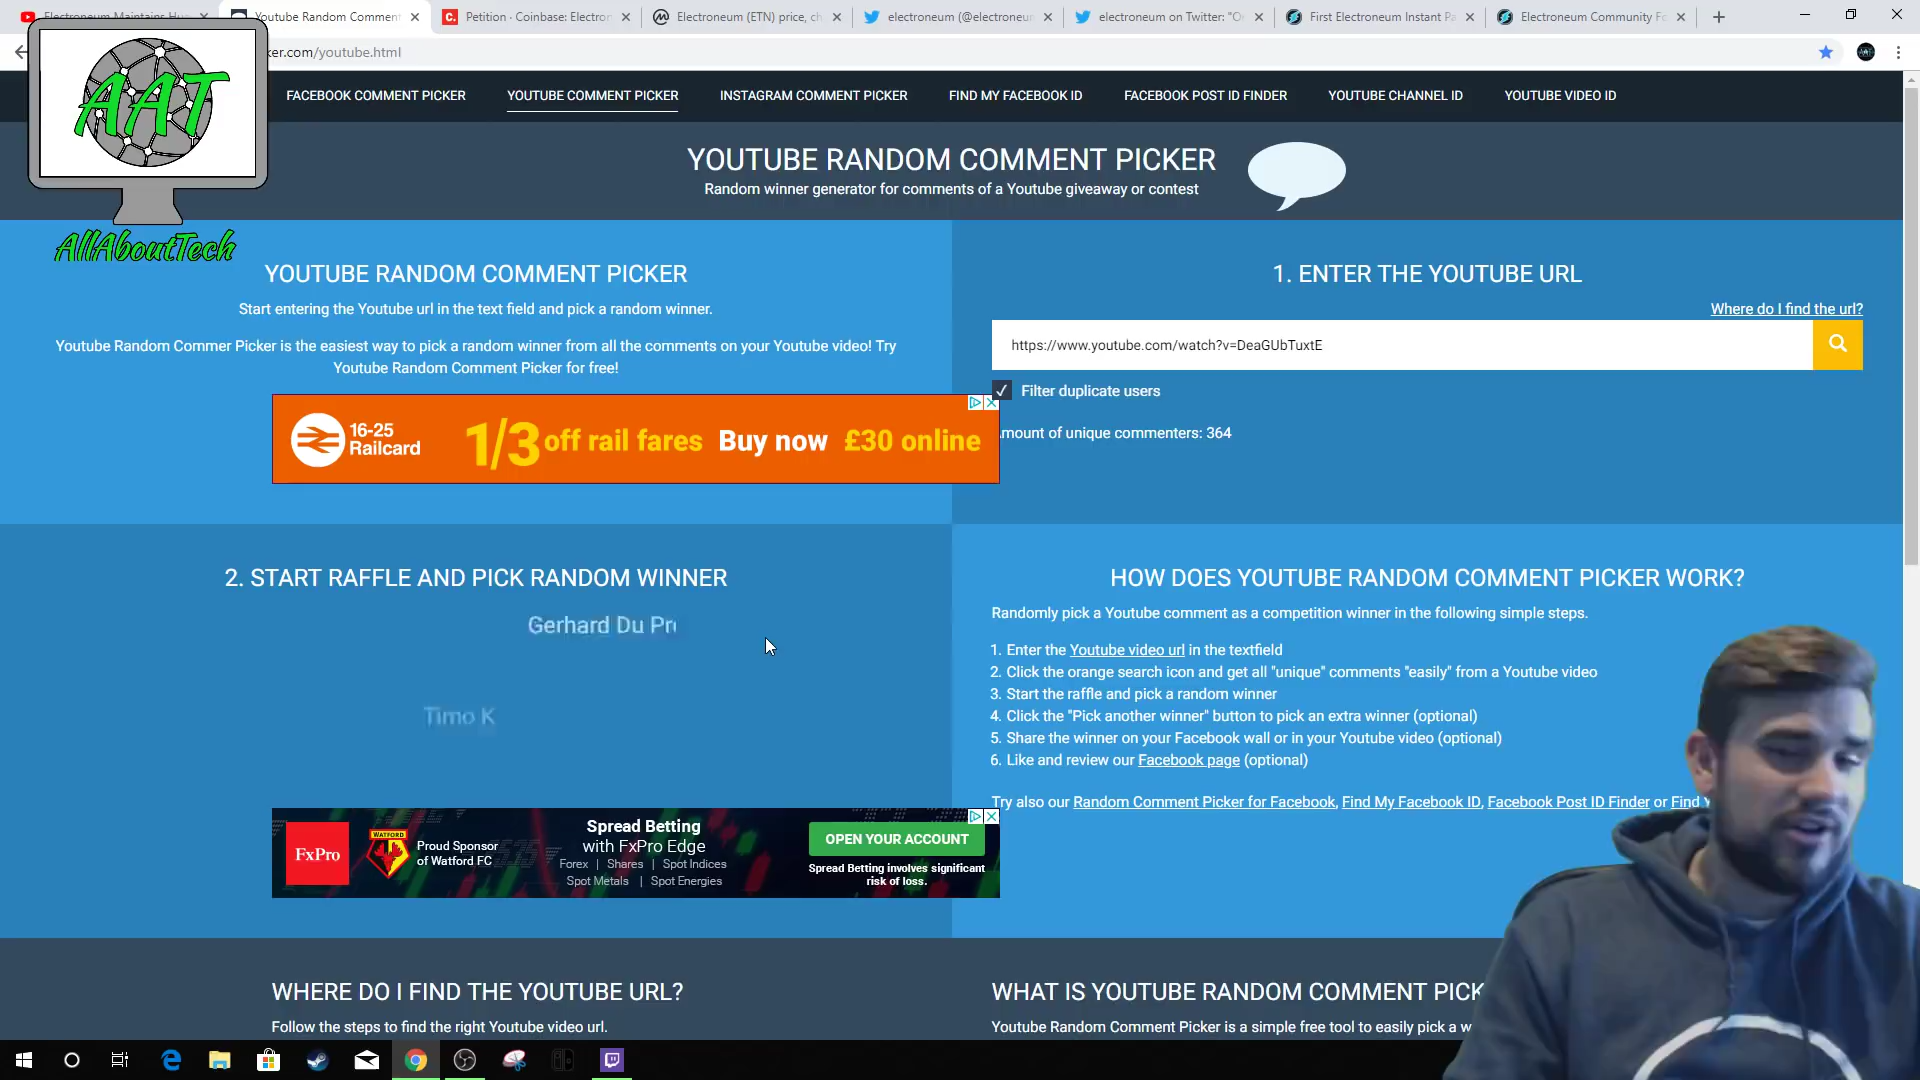 Electroneum Maintains Hu
Youtube Random Comment
Petition · Coinbase: Electron
Electroneum (ETN) price, ch
electroneum (@electroneum
electroneum on Twitter: "O
First Electroneum Instant Pa
Electroneum Community Fo
ker.com/youtube.html
AAT
AllAboutTech
FACEBOOK COMMENT PICKER
YOUTUBE COMMENT PICKER
INSTAGRAM COMMENT PICKER
FIND MY FACEBOOK ID
FACEBOOK POST ID FINDER
YOUTUBE CHANNEL ID
YOUTUBE VIDEO ID
YOUTUBE RANDOM COMMENT PICKER
Random winner generator for comments of a Youtube giveaway or contest
YOUTUBE RANDOM COMMENT PICKER
Start entering the Youtube url in the text field and pick a random winner.
Youtube Random Commer Picker is the easiest way to pick a random winner from all the comments on your Youtube video! Try
Youtube Random Comment Picker for free!
16-25
Railcard
1/3 off rail fares Buy now £30 online
1. ENTER THE YOUTUBE URL
Where do I find the url?
https://www.youtube.com/watch?v=DeaGUbTuxtE
Filter duplicate users
mount of unique commenters: 364
2. START RAFFLE AND PICK RANDOM WINNER
Gerhard Du Pre
Timo K
FxPro
WATFORD
Proud Sponsor
of Watford FC
Spread Betting
with FxPro Edge
Forex | Shares | Spot Indices
Spot Metals | Spot Energies
OPEN YOUR ACCOUNT
Spread Betting involves significant
risk of loss.
HOW DOES YOUTUBE RANDOM COMMENT PICKER WORK?
Randomly pick a Youtube comment as a competition winner in the following simple steps.
1. Enter the Youtube video url in the textfield
2. Click the orange search icon and get all "unique" comments "easily" from a Youtube video
3. Start the raffle and pick a random winner
4. Click the "Pick another winner" button to pick an extra winner (optional)
5. Share the winner on your Facebook wall or in your Youtube video (optional)
6. Like and review our Facebook page (optional)
Try also our Random Comment Picker for Facebook, Find My Facebook ID, Facebook Post ID Finder or Find Y
WHERE DO I FIND THE YOUTUBE URL?
Follow the steps to find the right Youtube video url.
WHAT IS YOUTUBE RANDOM COMMENT PICK
Youtube Random Comment Picker is a simple free tool to easily pick a w